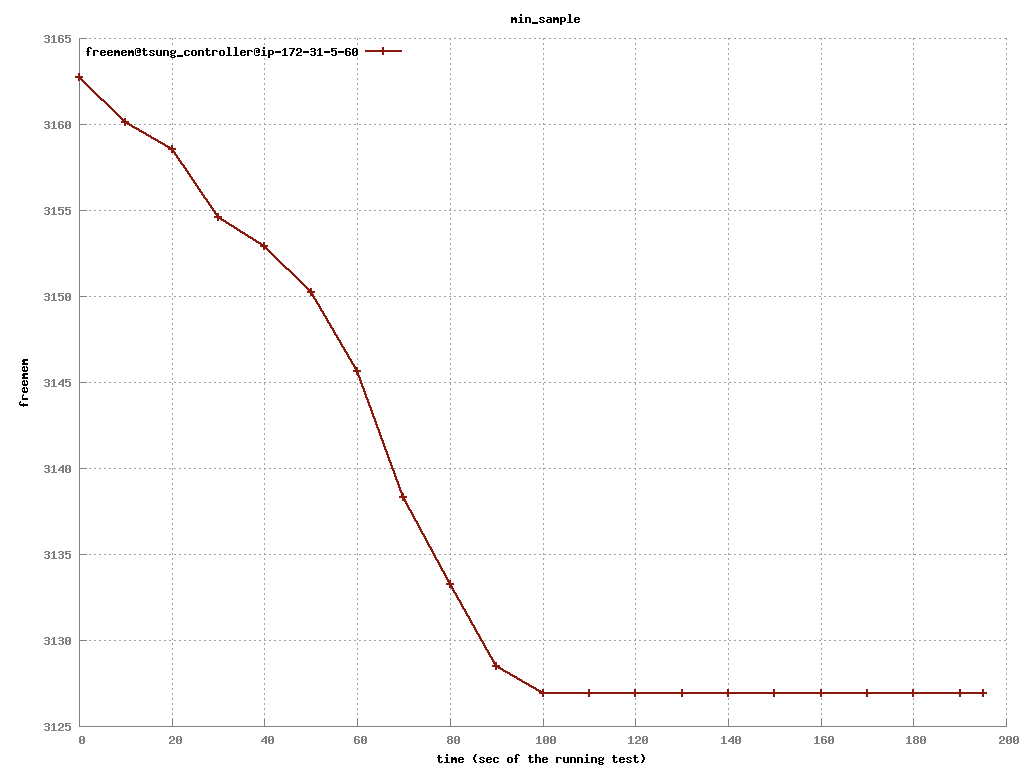 min_sample
freemem@tsung_controller@ip-172-31-5-60
3165
3160
3155
3150
3145
3140
3135
3130
3125
freemem
0 20 40 60 80 100 120 140 160 180 200
time (sec of the running test)